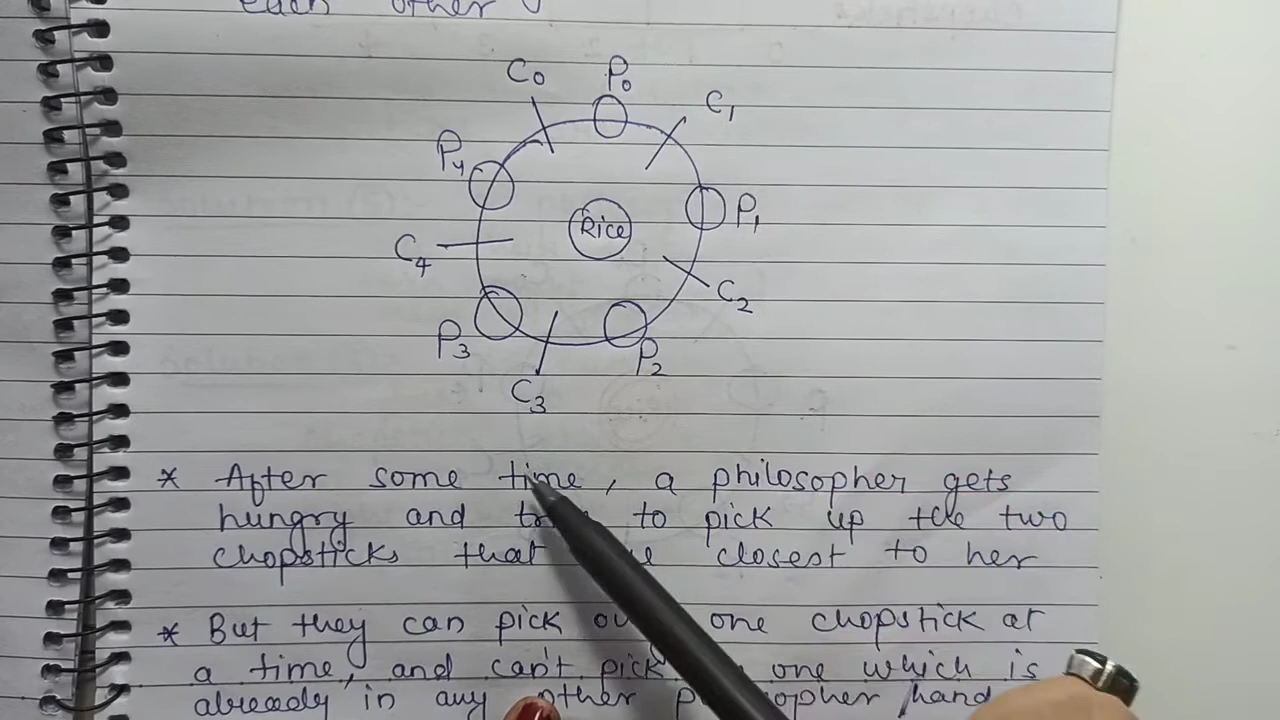 each other
C0
P0
C1
P4
Rice
P1
C4
C2
P3
P2
C3
* After some time, a philosopher gets
hungry and to pick up the two
chopsticks that closest to her
* But they can pick one chopstick at
a time, and can't pick one which is
already in any other hand